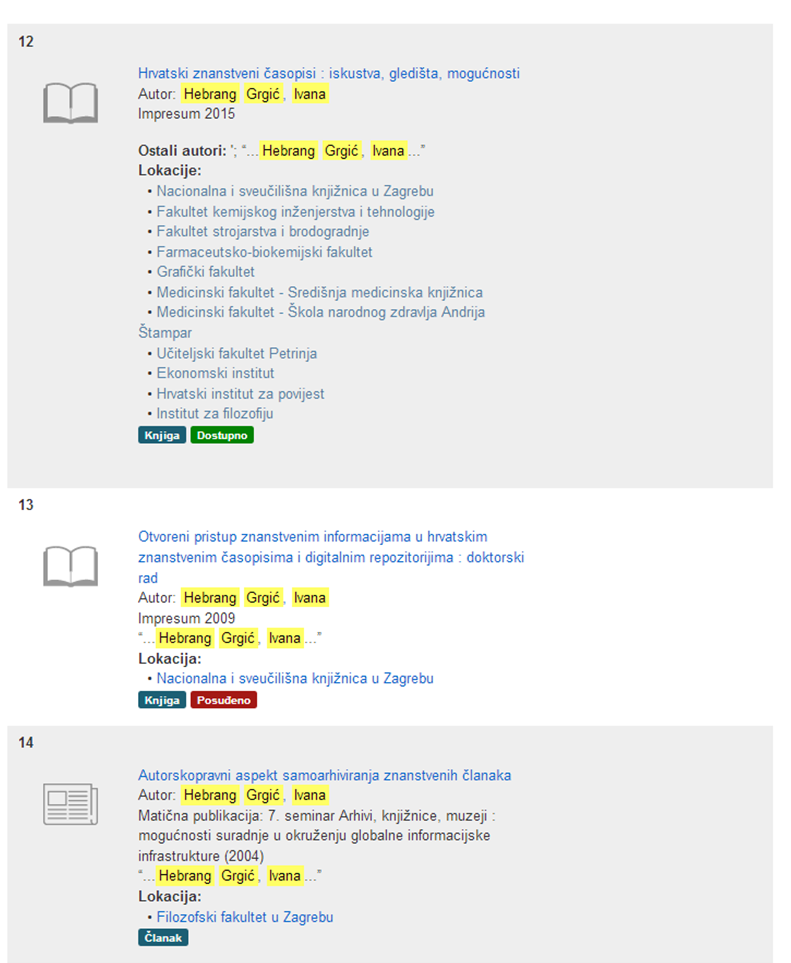 12
Hrvatski znanstveni časopisi : iskustva, gledišta, mogućnosti
Autor: Hebrang Grgić, Ivana
Impresum 2015
Ostali autori: '; “... Hebrang Grgić, Ivana ...”
Lokacije:
• Nacionalna i sveučilišna knjižnica u Zagrebu
• Fakultet kemijskog inženjerstva i tehnologije
• Fakultet strojarstva i brodogradnje
• Farmaceutsko-biokemijski fakultet
• Grafički fakultet
• Medicinski fakultet - Središnja medicinska knjižnica
• Medicinski fakultet - Škola narodnog zdravlja Andrija
Štampar
• Učiteljski fakultet Petrinja
• Ekonomski institut
• Hrvatski institut za povijest
• Institut za filozofiju
Knjiga Dostupno
13
Otvoreni pristup znanstvenim informacijama u hrvatskim
znanstvenim časopisima i digitalnim repozitorijima : doktorski
rad
Autor: Hebrang Grgić, Ivana
Impresum 2009
“... Hebrang Grgić, Ivana ...”
Lokacija:
• Nacionalna i sveučilišna knjižnica u Zagrebu
Knjiga Posuđeno
14
Autorskopravni aspekt samoarhiviranja znanstvenih članaka
Autor: Hebrang Grgić, Ivana
Matična publikacija: 7. seminar Arhivi, knjižnice, muzeji :
mogućnosti suradnje u okruženju globalne informacijske
infrastrukture (2004)
“... Hebrang Grgić, Ivana ...”
Lokacija:
• Filozofski fakultet u Zagrebu
Članak